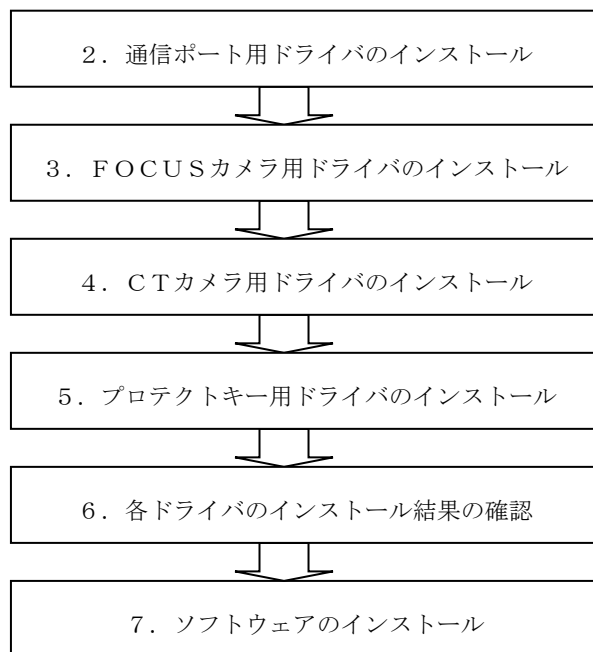 ２．通信ポート用ドライバのインストール
３．ＦＯＣＵＳカメラ用ドライバのインストール
４．ＣＴカメラ用ドライバのインストール
５．プロテクトキー用ドライバのインストール
６．各ドライバのインストール結果の確認
７．ソフトウェアのインストール